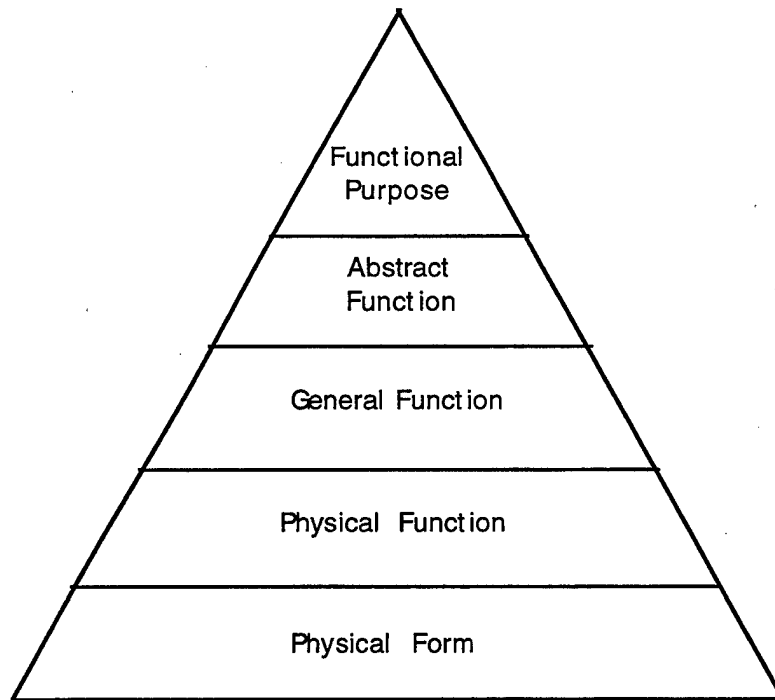 Functional
Purpose
Abstract
Function
General Function
Physical Function
Physical Form